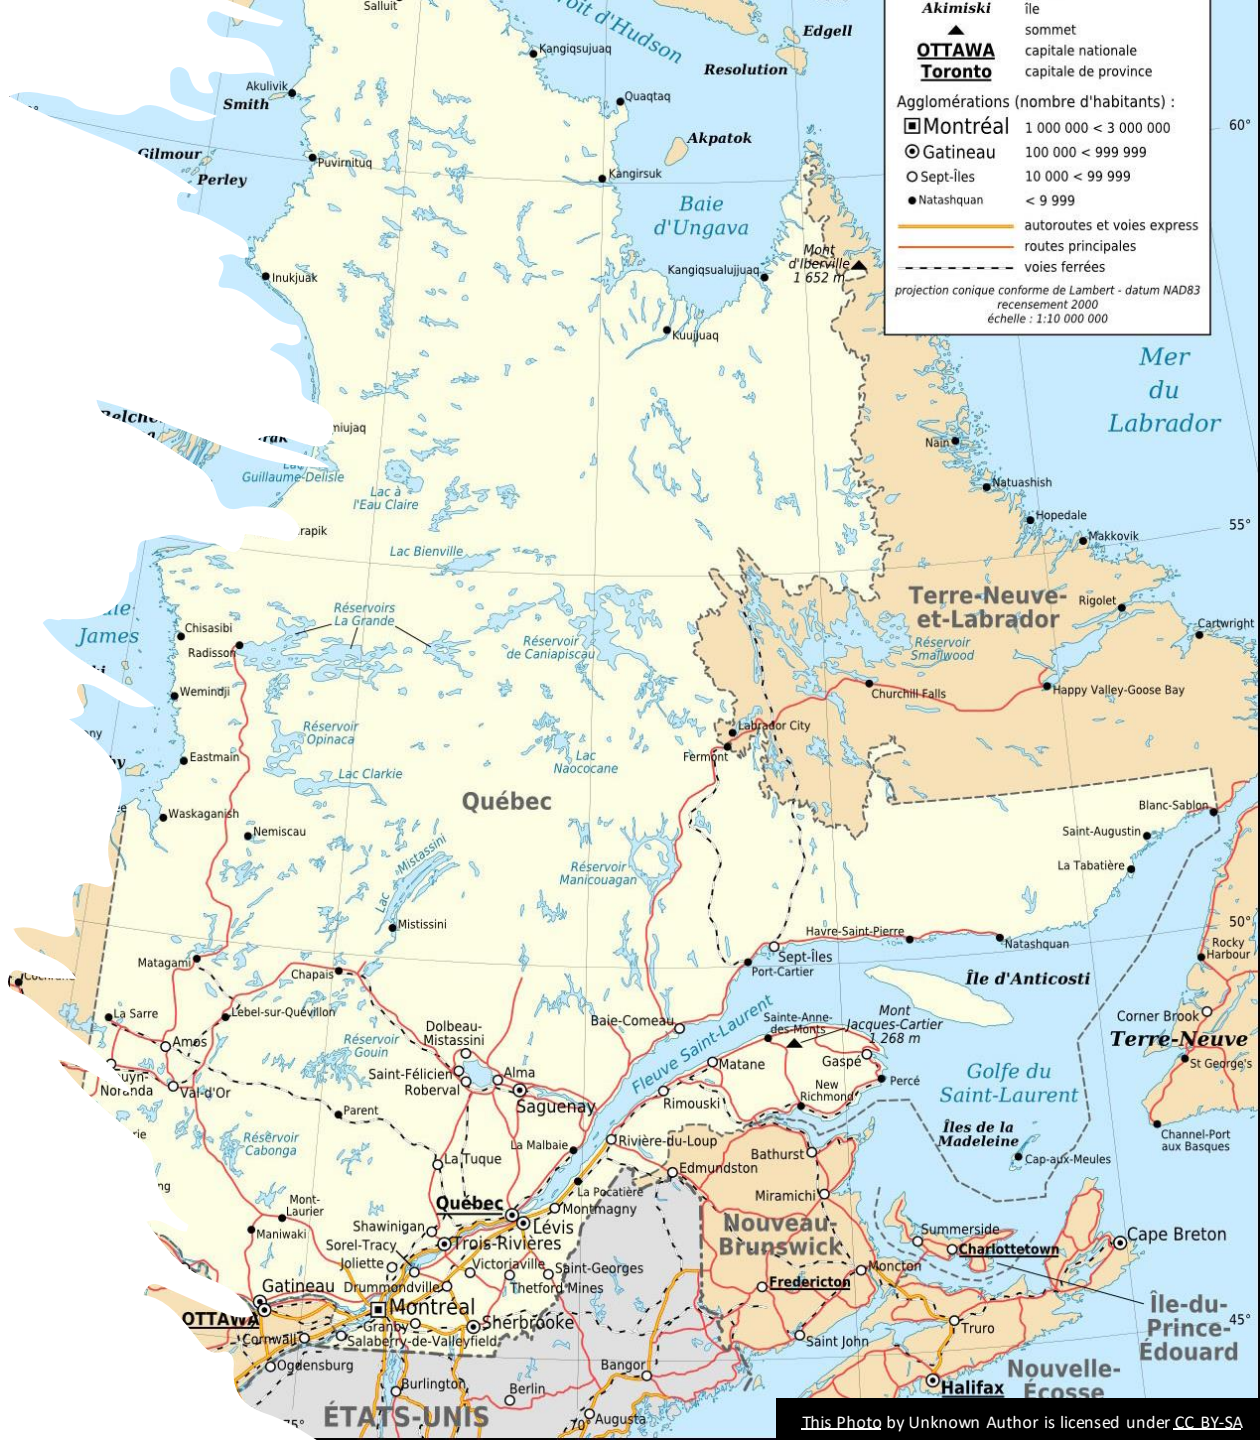 Salluit
Détroit d'Hudson
Kangiqsujuaq
Edgell
Resolution
Akulivik
Smith
Quaqtaq
Akpatok
Gilmour
Puvirnituq
Perley
Kangirsuk
Baie
d'Ungava
Mont
d'Iberville
1 652 m
Kangiqsualujjuaq
Inukjuak
Kuujjuaq
Akimiski
île
sommet
OTTAWA
capitale nationale
Toronto
capitale de province
Agglomérations (nombre d'habitants) :
Montréal
1 000 000 < 3 000 000
Gatineau
100 000 < 999 999
Sept-Îles
10 000 < 99 999
Natashquan
< 9 999
autoroutes et voies express
routes principales
voies ferrées
projection conique conforme de Lambert - datum NAD83
recensement 2000
échelle : 1:10 000 000
60°
Mer
du
Labrador
miujaq
Guillaume-Delisle
Lac à
l'Eau Claire
Nain
Natuashish
Hopedale
Makkovik
55°
rapik
Lac Bienville
Terre-Neuve-
et-Labrador
Rigolet
Cartwright
James
Chisasibi
Radisson
Réservoirs
La Grande
Réservoir
de Caniapiscau
Réservoir
Smallwood
Wemindji
Churchill Falls
Happy Valley-Goose Bay
Réservoir
Opinaca
Labrador City
Fermont
Eastmain
Lac Clarkie
Lac
Naococane
Québec
Waskaganish
Nemiscau
Blanc-Sablon
Saint-Augustin
La Tabatière
Lac Mistassini
Réservoir
Manicouagan
Mistissini
50°
Havre-Saint-Pierre
Natashquan
Rocky
Harbour
Matagami
Chapais
Sept-Îles
Port-Cartier
Île d'Anticosti
La Sarre
Lebel-sur-Quévillon
Baie-Comeau
Fleuve Saint-Laurent
Sainte-Anne-
des-Monts
Mont
Jacques-Cartier
1 268 m
Corner Brook
Terre-Neuve
Amos
Réservoir
Gouin
Dolbeau-
Mistassini
Saint-Félicien
Roberval
Alma
Saguenay
Matane
Gaspé
Percé
New
Richmond
Golfe du
Saint-Laurent
St George's
uyn-
Noranda
Val-d'Or
Parent
Rimouski
Îles de la
Madeleine
Cap-aux-Meules
Channel-Port
aux Basques
Réservoir
Cabonga
La Malbaie
Rivière-du-Loup
La Tuque
Edmundston
Bathurst
La Pocatière
Miramichi
Mont-
Laurier
Maniwaki
Québec
Lévis
Montmagny
Shawinigan
Trois-Rivières
Sorel-Tracy
Joliette
Victoriaville
Saint-Georges
Drummondville
Thetford Mines
Nouveau-
Brunswick
Summerside
Charlottetown
Cape Breton
Moncton
Fredericton
Gatineau
OTTAWA
Montréal
Granby
Sherbrooke
Cornwall
Salaberry-de-Valleyfield
Saint John
Truro
Île-du-
Prince-
Édouard
45°
Ogdensburg
Burlington
Berlin
Bangor
Augusta
Halifax
Nouvelle-
Écosse
ÉTATS-UNIS
75°
70°
This Photo by Unknown Author is licensed under CC BY-SA